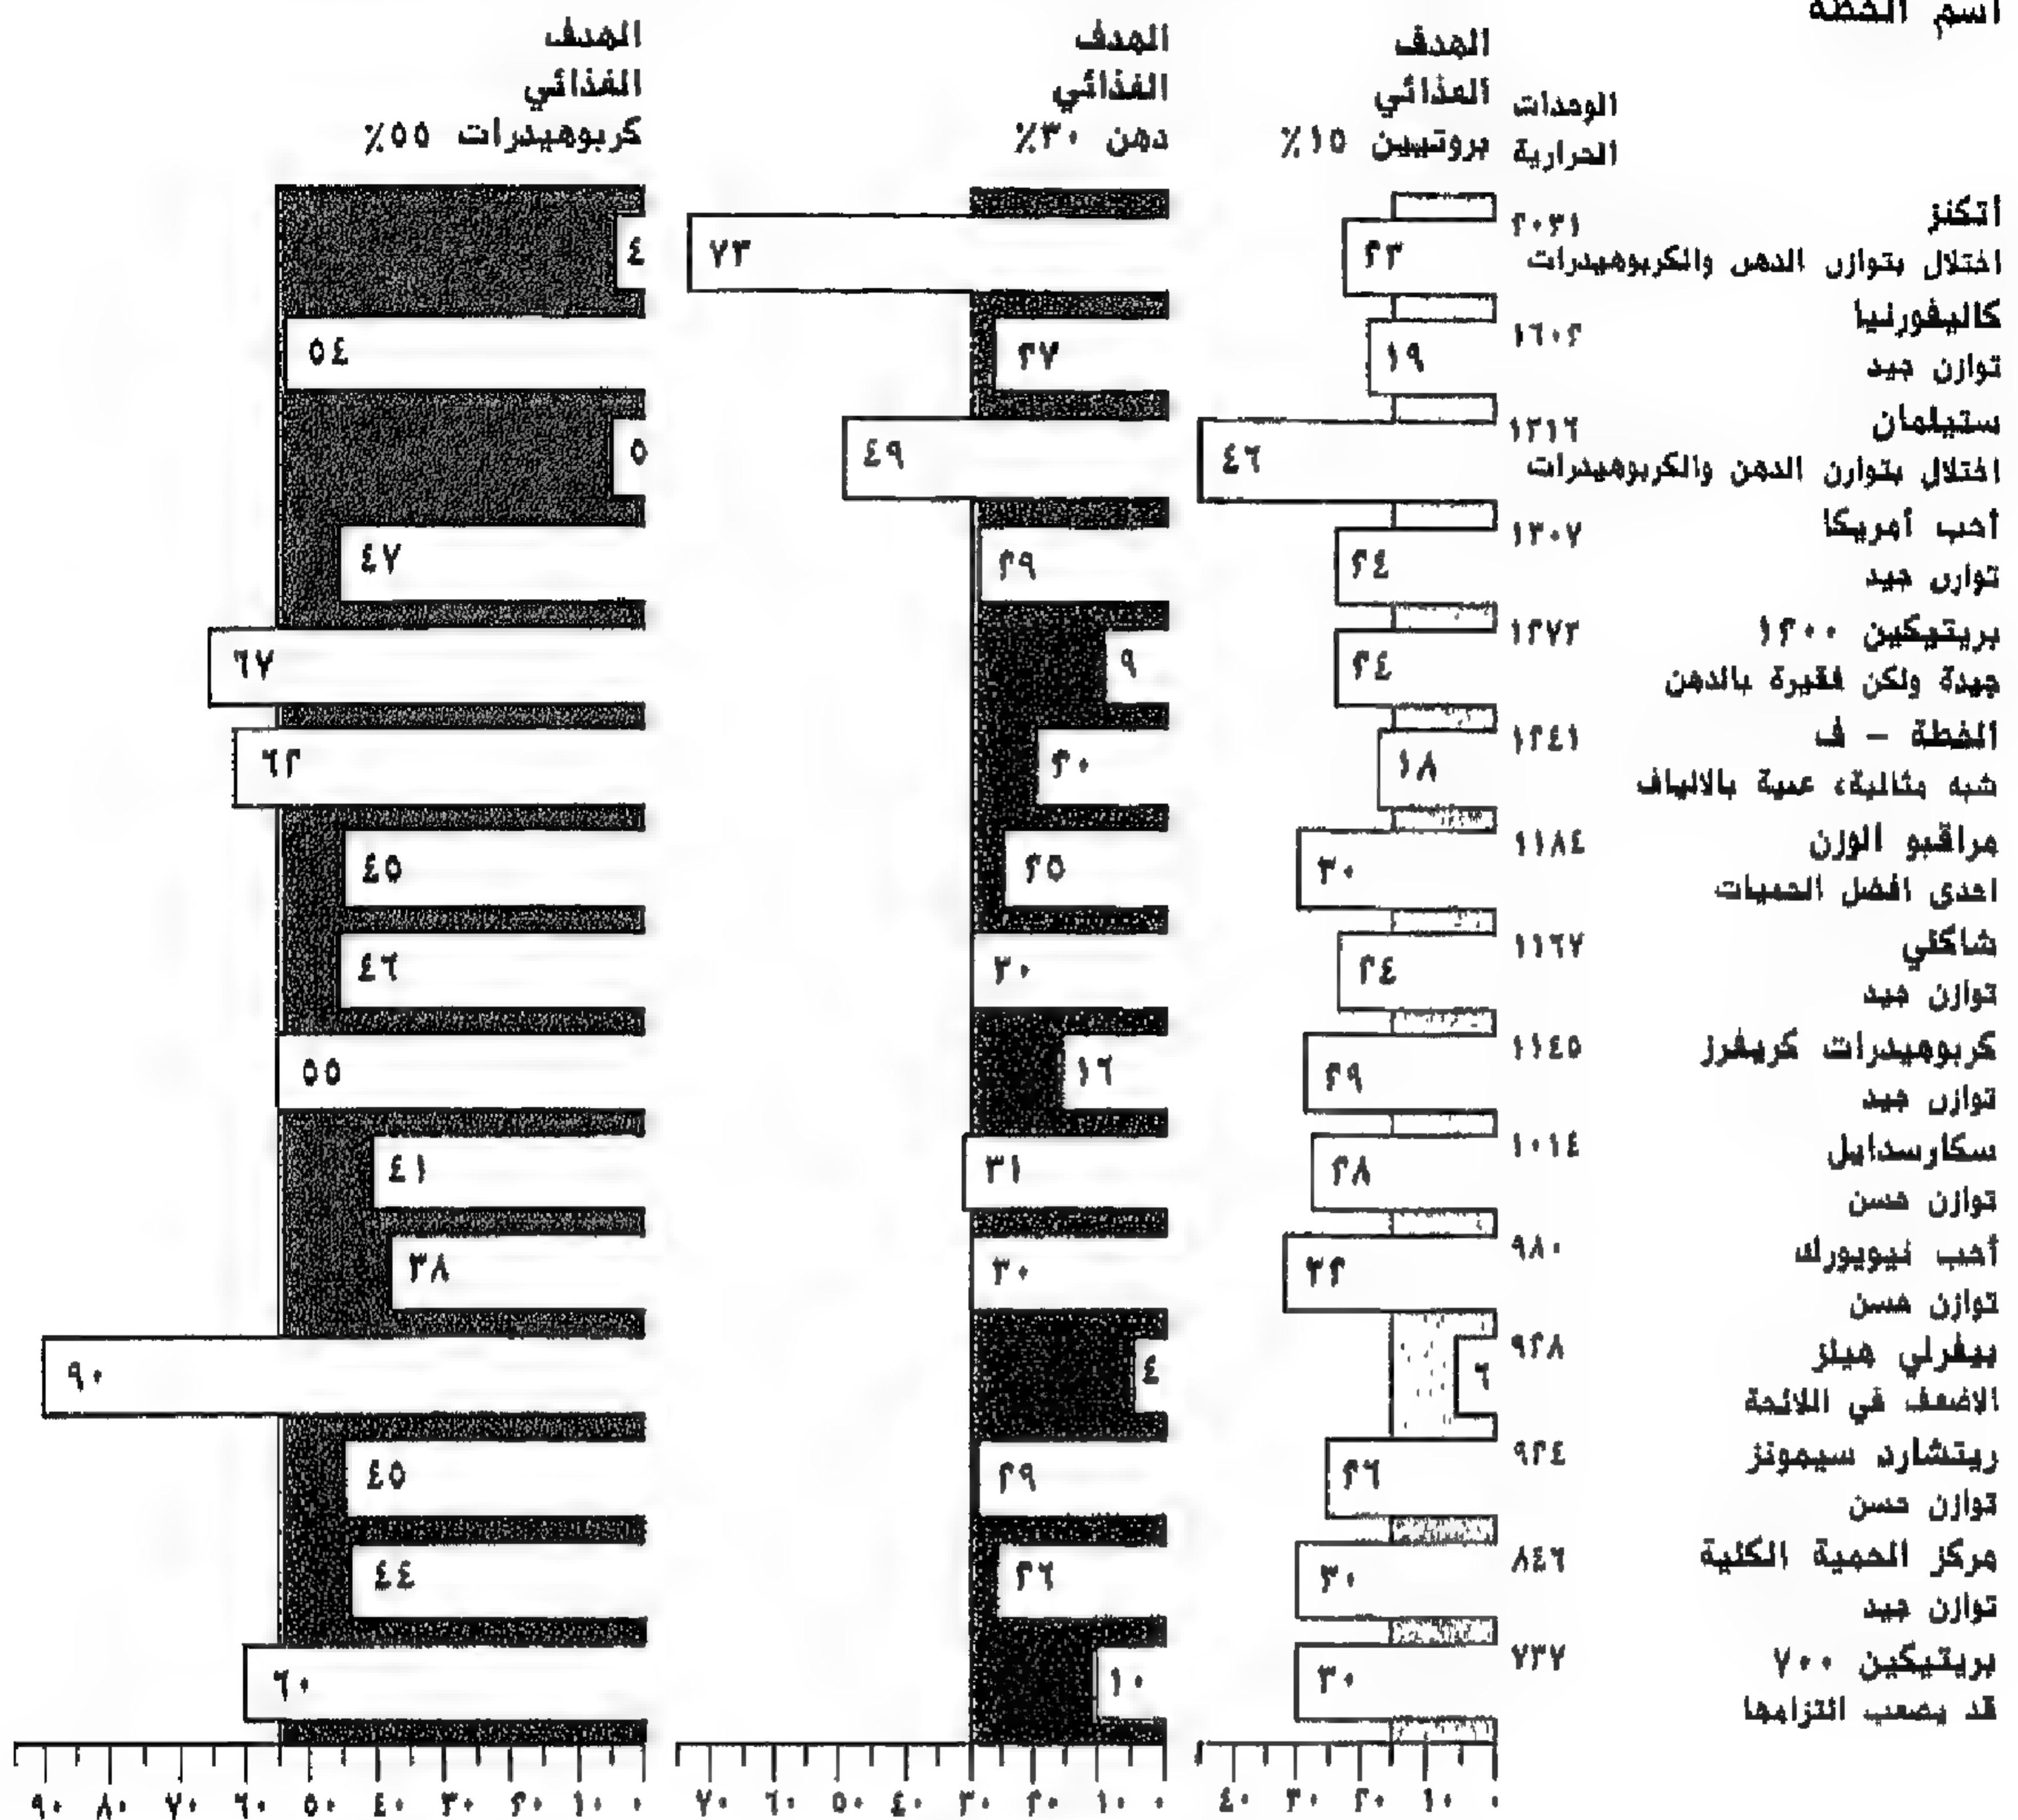 اسم الخطة
الوحدات
الحرارية
الهدف
الغذائي
بروتيين ١٥٪
الهدف
الغذائي
دهن ٣٠٪
الهدف
الغذائي
كربوهيدرات ٥٥٪
أتكنز
اختلال بتوازن الدهن والكربوهيدرات
٢٠٣١ ٢٣ ٧٣ ٤
كاليفورنيا
توازن جيد
١٦٠٢ ١٩ ٢٧ ٥٤
ستيلمان
اختلال بتوازن الدهن والكربوهيدرات
١٣١٦ ٤٦ ٤٩ ٥
أحب أمريكا
توازن جيد
١٣٠٧ ٢٤ ٢٩ ٤٧
بريتيكين ١٢٠٠
جيدة ولكن فقيرة بالدهن
٢٤ ٩ ٦٧
الخطة - ف
شبه مثالية، غنية بالالياف
١٢٤١ ١٨ ٢٠ ٦٢
مراقبو الوزن
احدى افضل الحميات
١١٨٤ ٣٠ ٢٥ ٤٥
شاكلي
توازن جيد
١١٦٧ ٢٤ ٣٠ ٤٦
كربوهيدرات كريفرز
توازن جيد
١١٤٥ ٢٩ ١٦ ٥٥
سكارسدايل
توازن حسن
١٠١٤ ٢٨ ٣١ ٤١
أحب نيويورك
توازن حسن
٩٨٠ ٣٢ ٣٠ ٣٨
بيفرلي هيلز
الاضعف في اللائحة
٩٢٨ ٦ ٤ ٩٠
ريتشارد سيمونز
توازن حسن
٩٢٤ ٢٦ ٢٩ ٤٥
مركز الحمية الكلية
توازن جيد
٨٤٦ ٣٠ ٢٦ ٤٤
بريتيكين ٧٠٠
قد يصعب التزامها
٧٣٧ ٣٠ ١٠ ٦٠
٠ ١٠ ٢٠ ٣٠ ٤٠
٠ ١٠ ٢٠ ٣٠ ٤٠ ٥٠ ٦٠ ٧٠
٠ ١٠ ٢٠ ٣٠ ٤٠ ٥٠ ٦٠ ٧٠ ٨٠ ٩٠